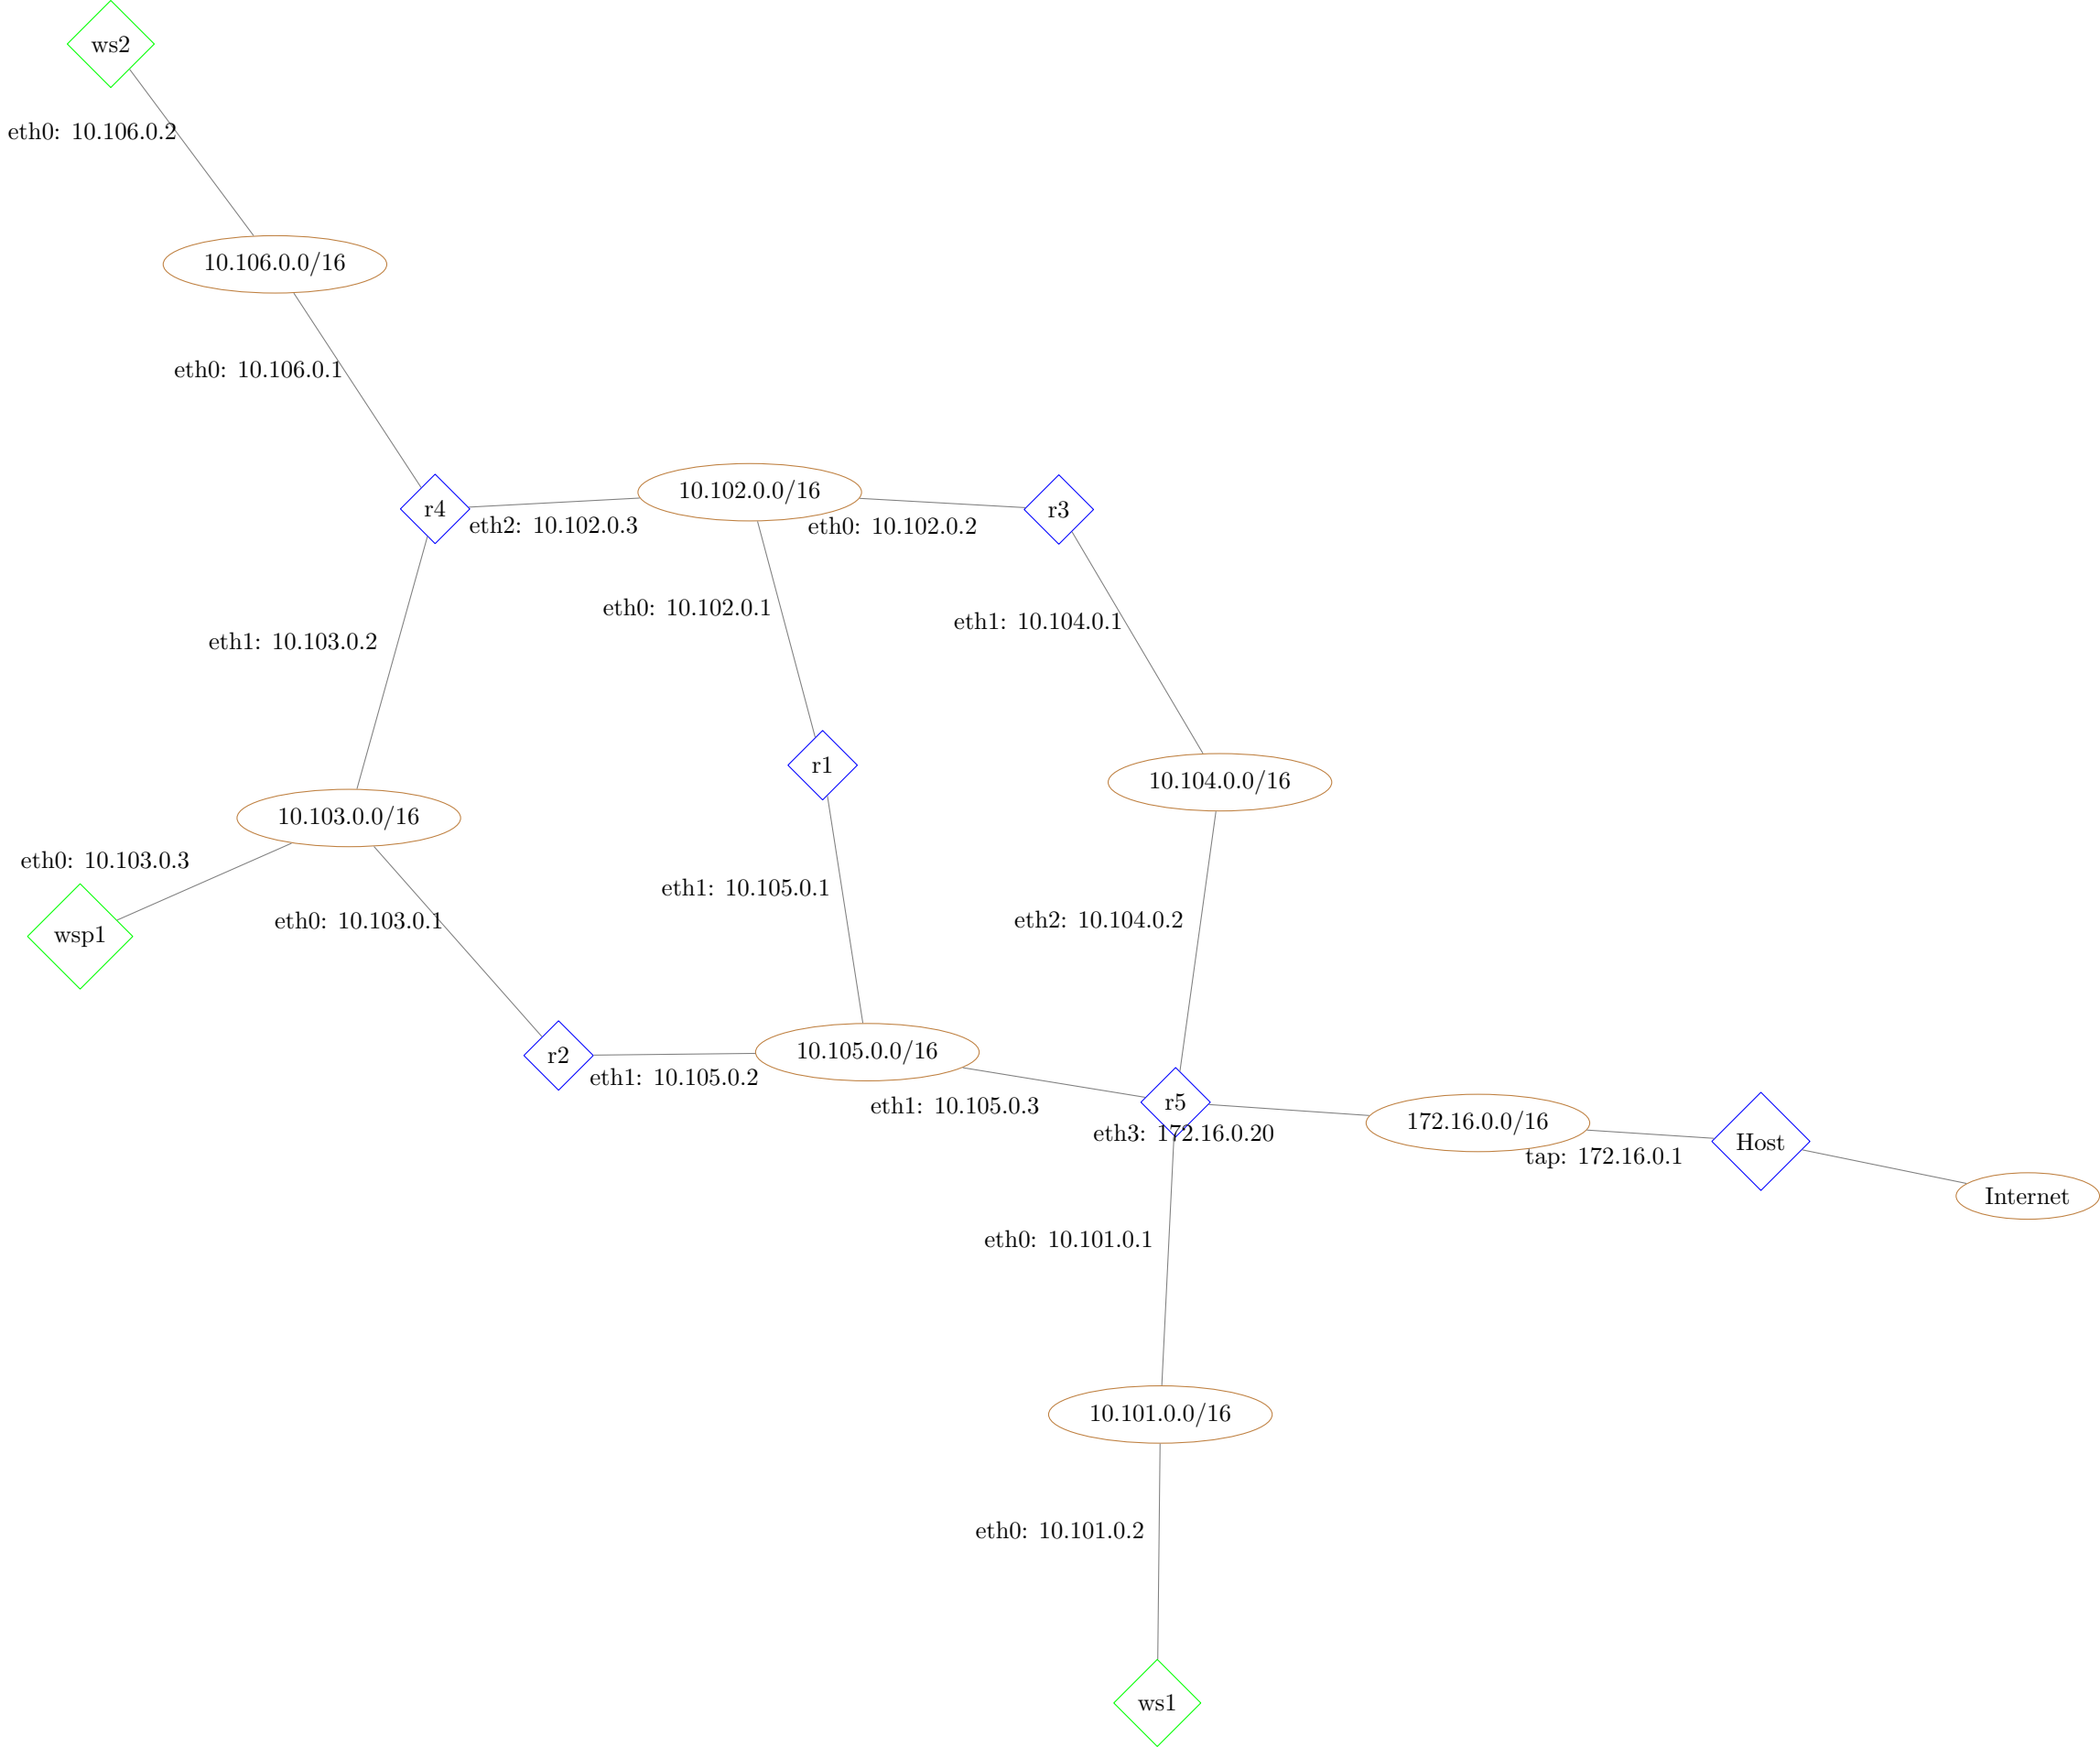 ws2
eth0: 10.106.0.2
10.106.0.0/16
eth0: 10.106.0.1
r4
eth2: 10.102.0.3
10.102.0.0/16
eth0: 10.102.0.2
r3
eth0: 10.102.0.1
eth1: 10.104.0.1
eth1: 10.103.0.2
r1
10.104.0.0/16
10.103.0.0/16
eth0: 10.103.0.3
eth1: 10.105.0.1
eth0: 10.103.0.1
eth2: 10.104.0.2
wsp1
r2
10.105.0.0/16
eth1: 10.105.0.2
eth1: 10.105.0.3
r5
172.16.0.0/16
eth3: 172.16.0.20
Host
tap: 172.16.0.1
Internet
eth0: 10.101.0.1
10.101.0.0/16
eth0: 10.101.0.2
ws1